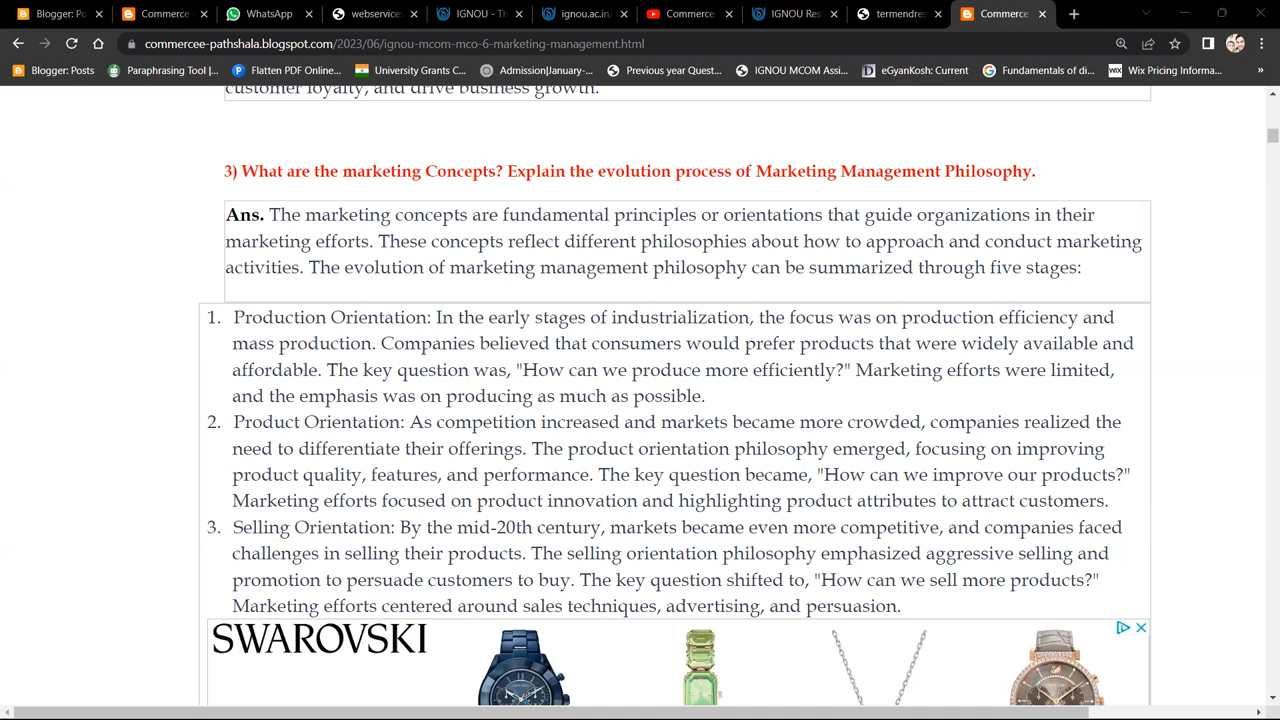 Blogger: Po
Commerce
WhatsApp
webservices
IGNOU - Th
ignou.ac.in/
Commerce
IGNOU Res
termendres
Commerce
commercee-pathshala.blogspot.com/2023/06/ignou-mcom-mco-6-marketing-management.html
Blogger: Posts
Paraphrasing Tool |...
Flatten PDF Online...
University Grants C...
Admission|January-...
Previous year Quest...
IGNOU MCOM Assi...
eGyanKosh: Current
Fundamentals of di...
Wix Pricing Informa...
customer loyalty, and drive business growth.
3) What are the marketing Concepts? Explain the evolution process of Marketing Management Philosophy.
Ans. The marketing concepts are fundamental principles or orientations that guide organizations in their
marketing efforts. These concepts reflect different philosophies about how to approach and conduct marketing
activities. The evolution of marketing management philosophy can be summarized through five stages:
1. Production Orientation: In the early stages of industrialization, the focus was on production efficiency and
mass production. Companies believed that consumers would prefer products that were widely available and
affordable. The key question was, "How can we produce more efficiently?" Marketing efforts were limited,
and the emphasis was on producing as much as possible.
2. Product Orientation: As competition increased and markets became more crowded, companies realized the
need to differentiate their offerings. The product orientation philosophy emerged, focusing on improving
product quality, features, and performance. The key question became, "How can we improve our products?"
Marketing efforts focused on product innovation and highlighting product attributes to attract customers.
3. Selling Orientation: By the mid-20th century, markets became even more competitive, and companies faced
challenges in selling their products. The selling orientation philosophy emphasized aggressive selling and
promotion to persuade customers to buy. The key question shifted to, "How can we sell more products?"
Marketing efforts centered around sales techniques, advertising, and persuasion.
SWAROVSKI